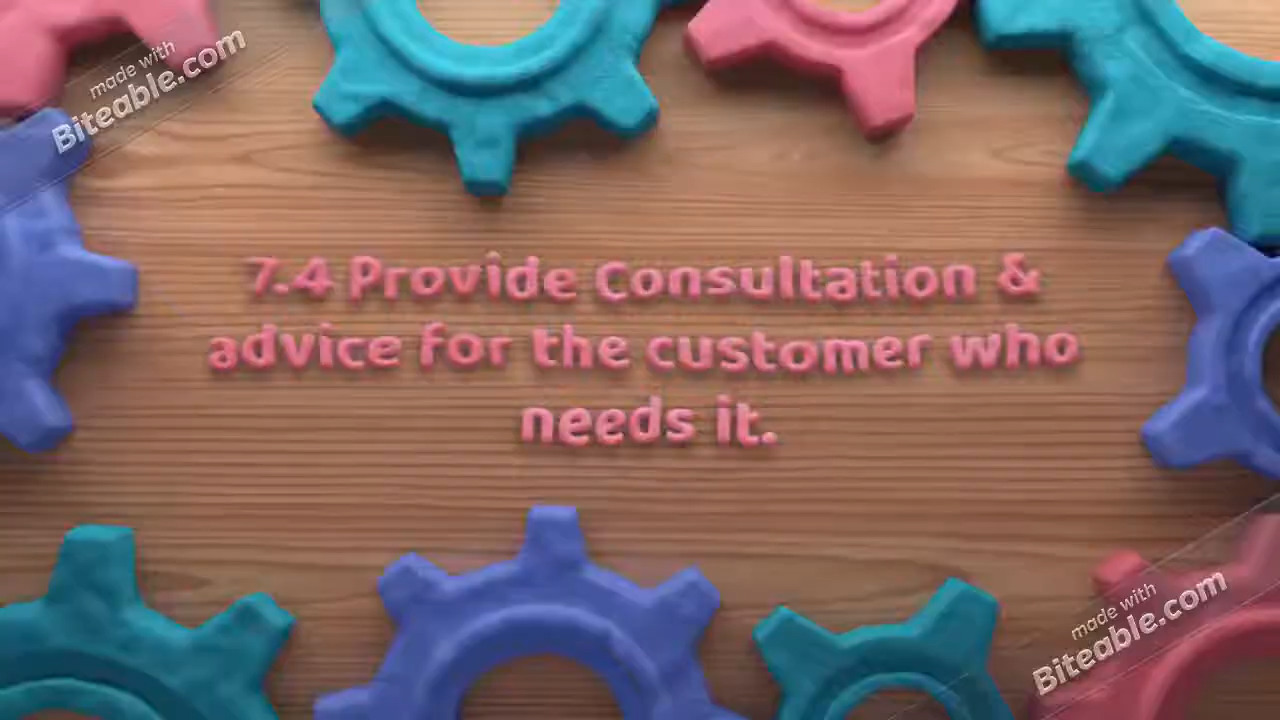 made with
Biteable.com
7.4 Provide Consultation &
advice for the customer who
needs it.
made with
Biteable.com